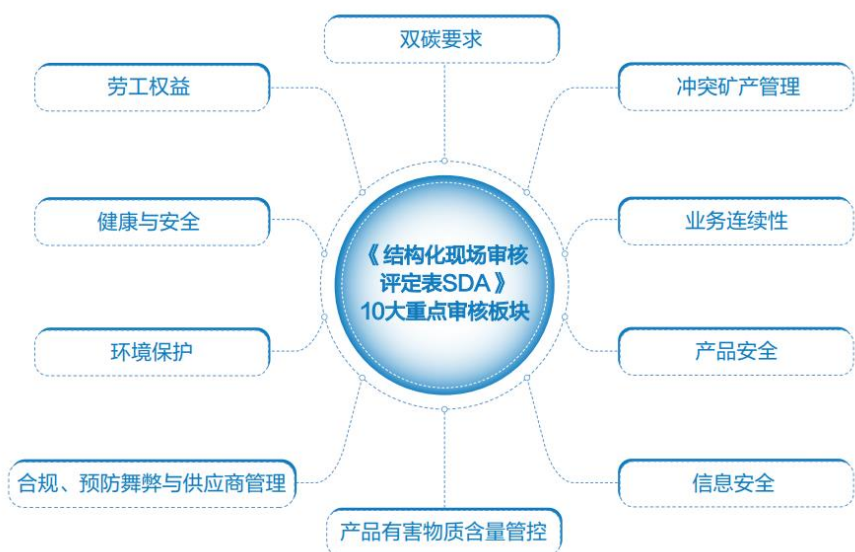 双碳要求
劳工权益
冲突矿产管理
健康与安全
业务连续性
《结构化现场审核
评定表SDA》
10大重点审核板块
环境保护
产品安全
合规、预防舞弊与供应商管理
信息安全
产品有害物质含量管控